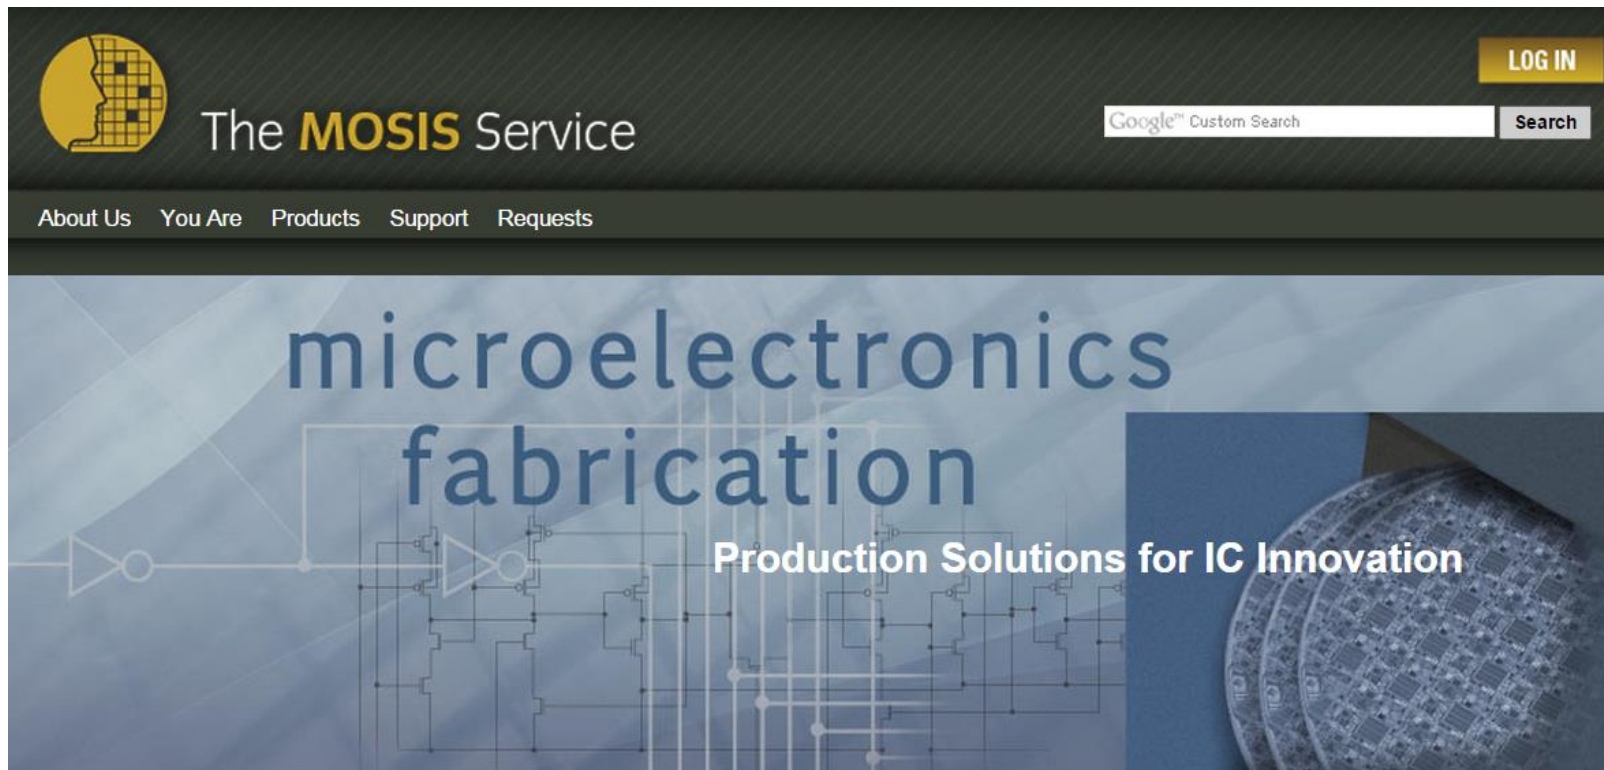 LOG IN
The MOSIS Service
Google™ Custom Search
Search
About Us You Are Products Support Requests
microelectronics
fabrication
Production Solutions for IC Innovation